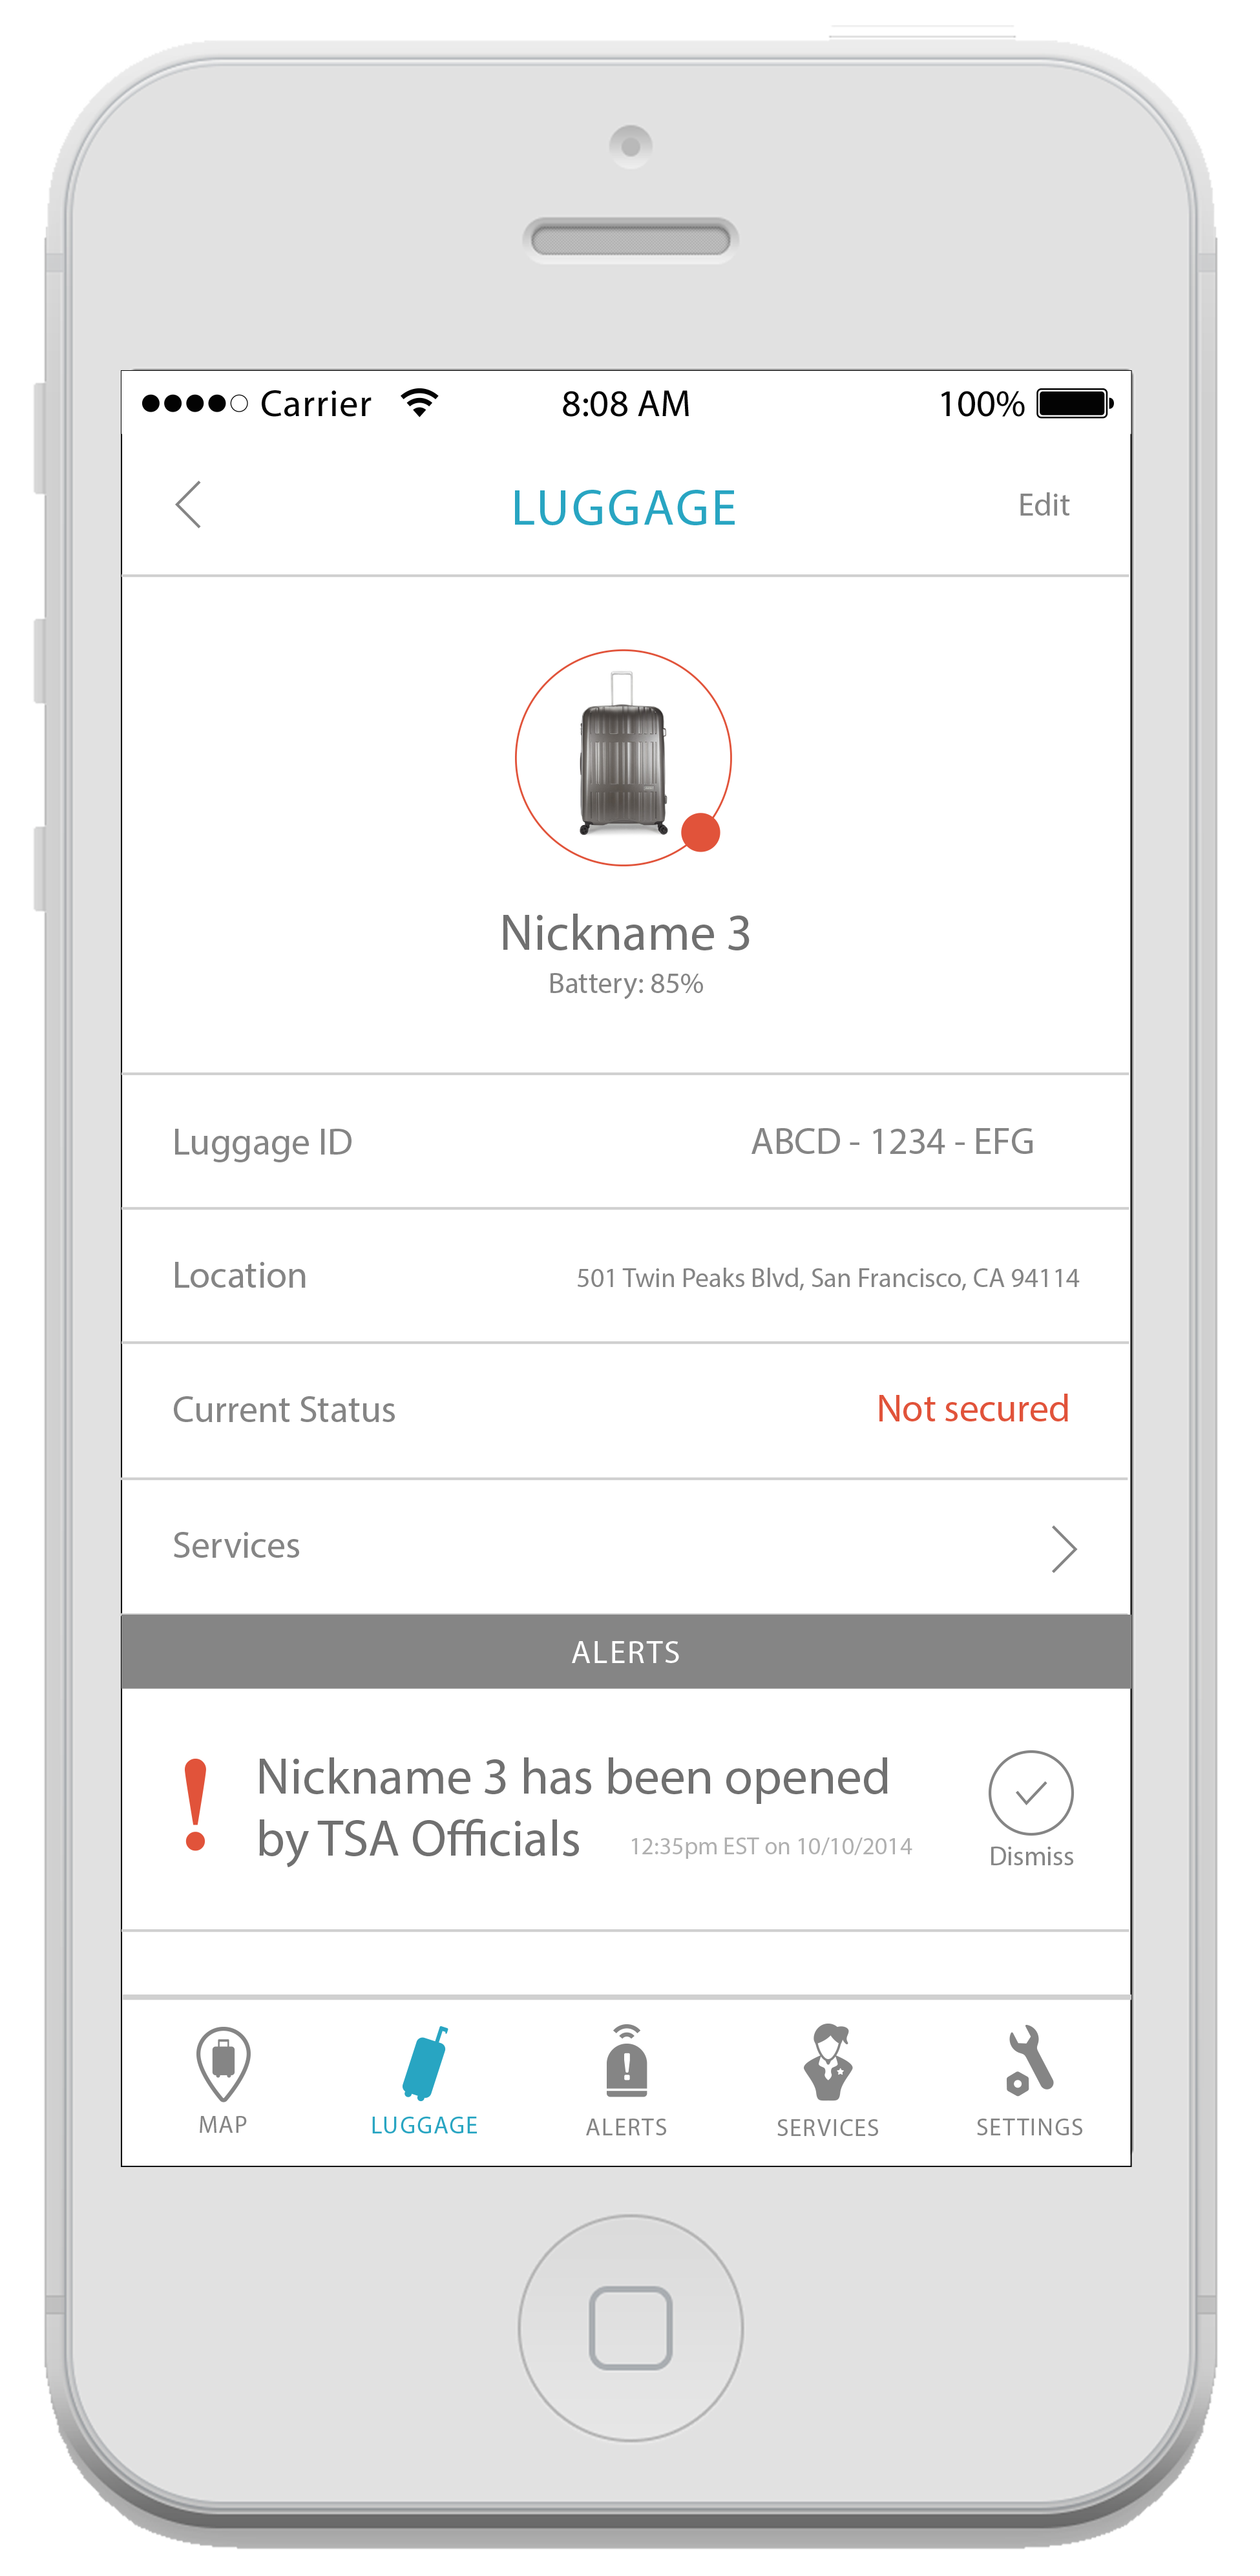 Carrier 8:08 AM 100%
LUGGAGE Edit
Nickname 3
Battery: 85%
Luggage ID ABCD - 1234 - EFG
Location 501 Twin Peaks Blvd, San Francisco, CA 94114
Current Status Not secured
Services
ALERTS
Nickname 3 has been opened
by TSA Officials 12:35pm EST on 10/10/2014
Dismiss
MAP LUGGAGE ALERTS SERVICES SETTINGS